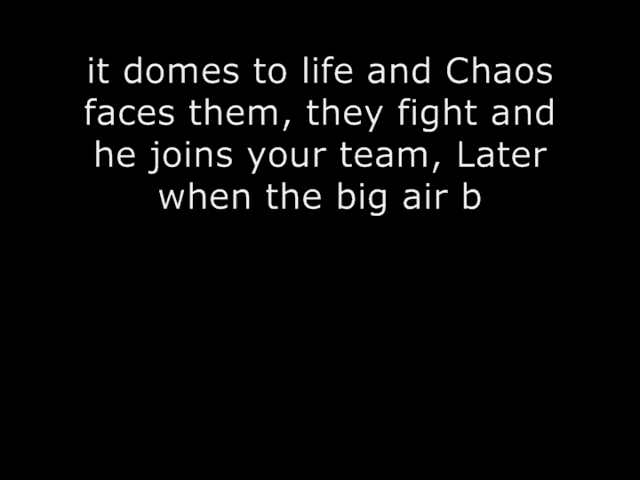 it domes to life and Chaos
faces them, they fight and
he joins your team, Later
when the big air b